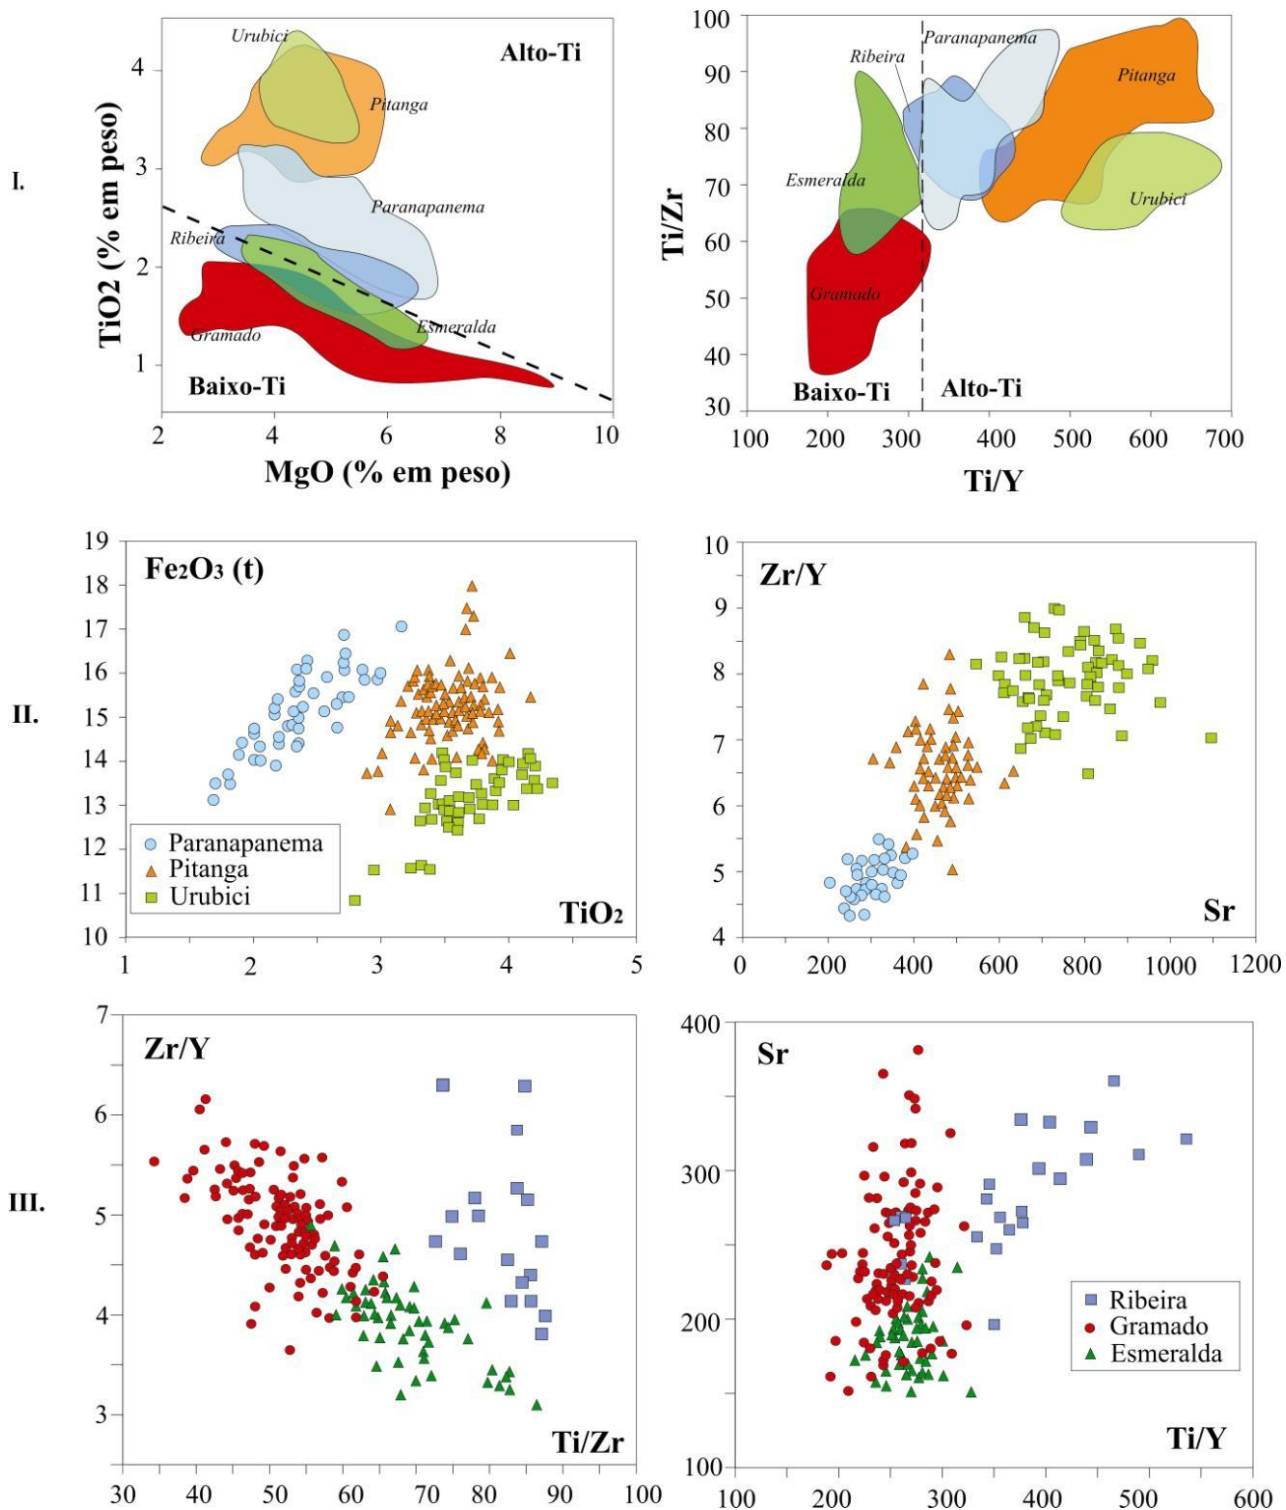 I.
TiO2 (% em peso)
4
3
2
1
Urubici
Alto-Ti
Pitanga
Paranapanema
Ribeira
Gramado
Esmeralda
Baixo-Ti
2 4 6 8 10
MgO (% em peso)
Ti/Zr
100
90
80
70
60
50
40
30
Paranapanema
Ribeira
Pitanga
Esmeralda
Urubici
Gramado
Baixo-Ti Alto-Ti
100 200 300 400 500 600 700
Ti/Y
II.
19
18
17
16
15
14
13
12
11
10
Fe₂O₃ (t)
Paranapanema
Pitanga
Urubici
TiO₂
1 2 3 4 5
10
9
8
7
6
5
4
Zr/Y
Sr
0 200 400 600 800 1000 1200
III.
7
6
5
4
3
Zr/Y
Ti/Zr
30 40 50 60 70 80 90 100
400
300
200
100
Sr
Ribeira
Gramado
Esmeralda
Ti/Y
100 200 300 400 500 600